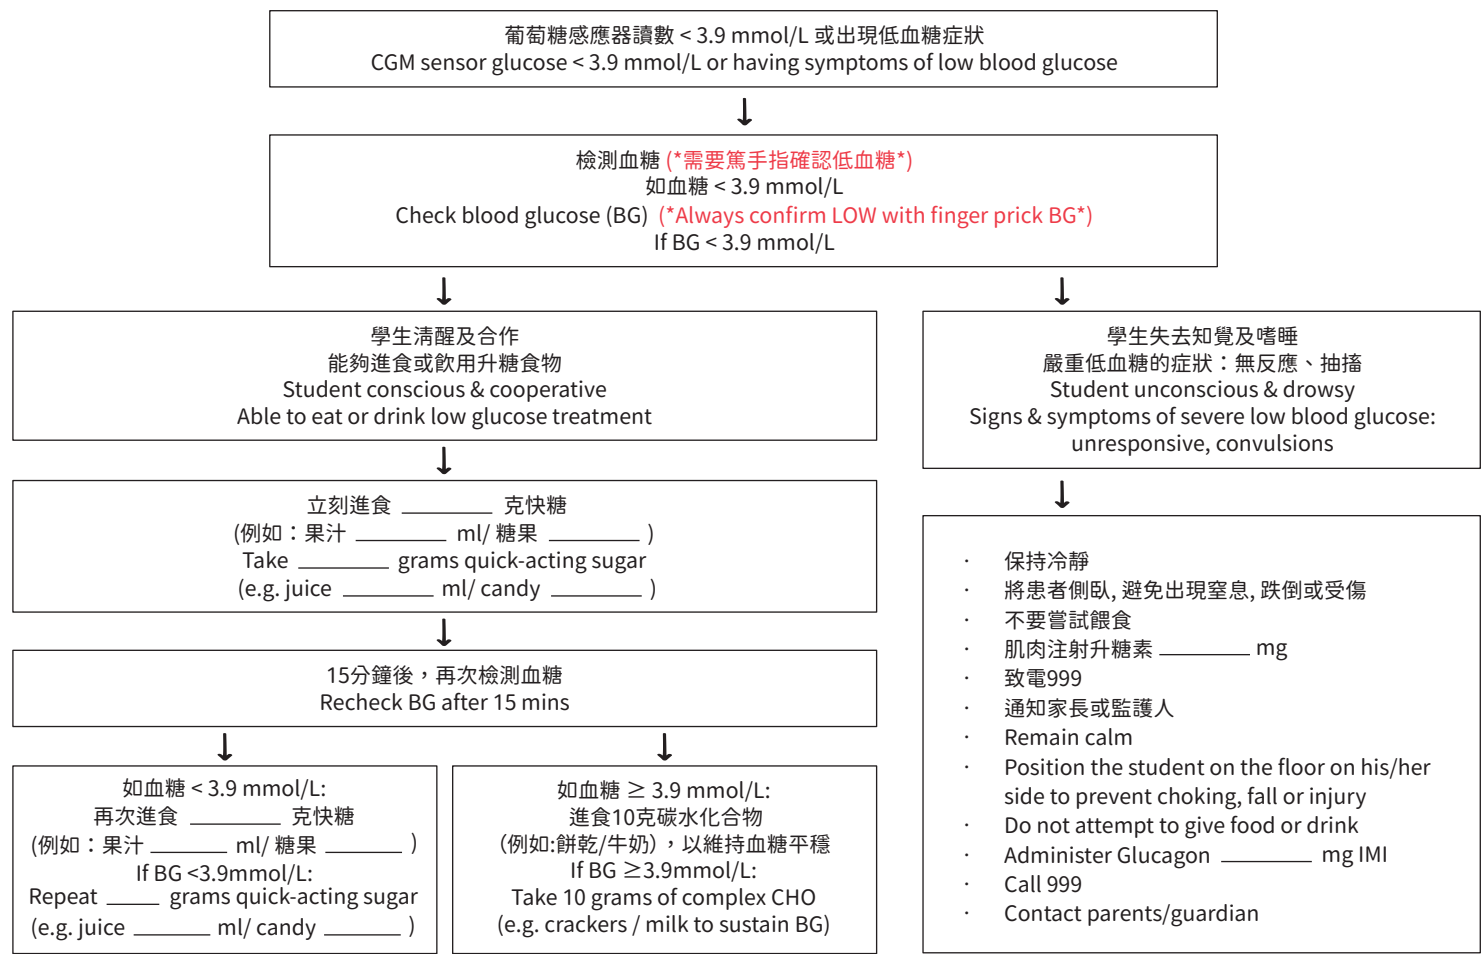 葡萄糖感應器讀數 < 3.9 mmol/L 或出現低血糖症狀
CGM sensor glucose < 3.9 mmol/L or having symptoms of low blood glucose
檢測血糖 (*需要篤手指確認低血糖*)
如血糖 < 3.9 mmol/L
Check blood glucose (BG) (*Always confirm LOW with finger prick BG*)
If BG < 3.9 mmol/L
學生清醒及合作
能夠進食或飲用升糖食物
Student conscious & cooperative
Able to eat or drink low glucose treatment
立刻進食 ________ 克快糖
(例如：果汁 ________ ml/ 糖果 ________ )
Take ________ grams quick-acting sugar
(e.g. juice ________ ml/ candy ________ )
15分鐘後，再次檢測血糖
Recheck BG after 15 mins
如血糖 < 3.9 mmol/L:
再次進食 ________ 克快糖
(例如：果汁 _______ ml/ 糖果 _______ )
If BG <3.9mmol/L:
Repeat _____ grams quick-acting sugar
(e.g. juice _______ ml/ candy _______ )
如血糖 ≥ 3.9 mmol/L:
進食10克碳水化合物
（例如:餅乾/牛奶），以維持血糖平穩
If BG ≥3.9mmol/L:
Take 10 grams of complex CHO
(e.g. crackers / milk to sustain BG)
學生失去知覺及嗜睡
嚴重低血糖的症狀：無反應、抽搐
Student unconscious & drowsy
Signs & symptoms of severe low blood glucose:
unresponsive, convulsions
· 保持冷靜
· 將患者側臥, 避免出現窒息, 跌倒或受傷
· 不要嘗試餵食
· 肌肉注射升糖素 ________ mg
· 致電999
· 通知家長或監護人
· Remain calm
· Position the student on the floor on his/her
side to prevent choking, fall or injury
· Do not attempt to give food or drink
· Administer Glucagon ________ mg IMI
· Call 999
· Contact parents/guardian